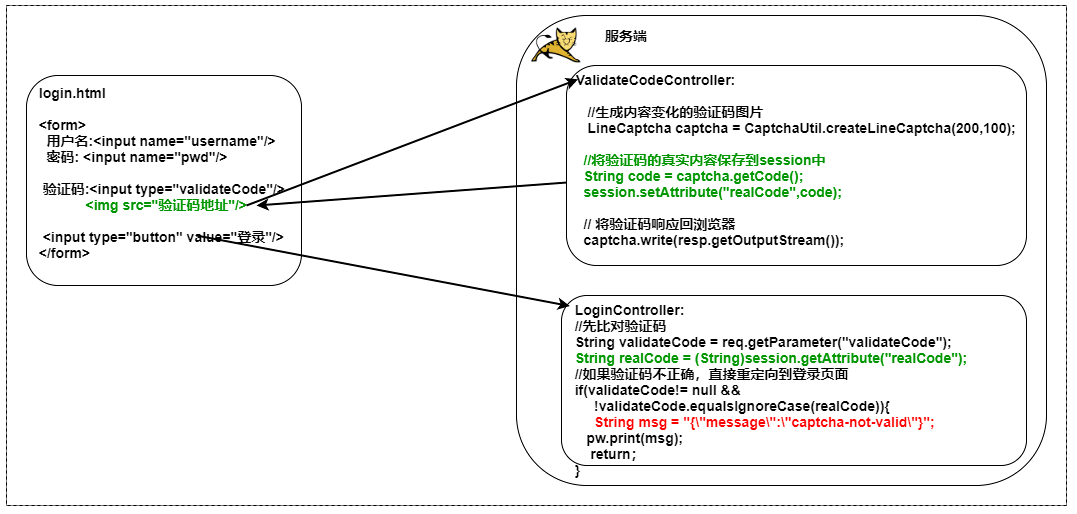 login.html
<form>
用户名:<input name="username"/>
密码: <input name="pwd"/>
验证码:<input type="validateCode"/>
<img src="验证码地址"/>
<input type="button" value="登录"/>
</form>
服务端
ValidateCodeController:
//生成内容变化的验证码图片
LineCaptcha captcha = CaptchaUtil.createLineCaptcha(200,100);
//将验证码的真实内容保存到session中
String code = captcha.getCode();
session.setAttribute("realCode",code);
// 将验证码响应回浏览器
captcha.write(resp.getOutputStream());
LoginController:
//先比对验证码
String validateCode = req.getParameter("validateCode");
String realCode = (String)session.getAttribute("realCode");
//如果验证码不正确，直接重定向到登录页面
if(validateCode!= null &&
!validateCode.equalsIgnoreCase(realCode)){
String msg = "{\"message\":\"captcha-not-valid\"}";
pw.print(msg);
return；
}